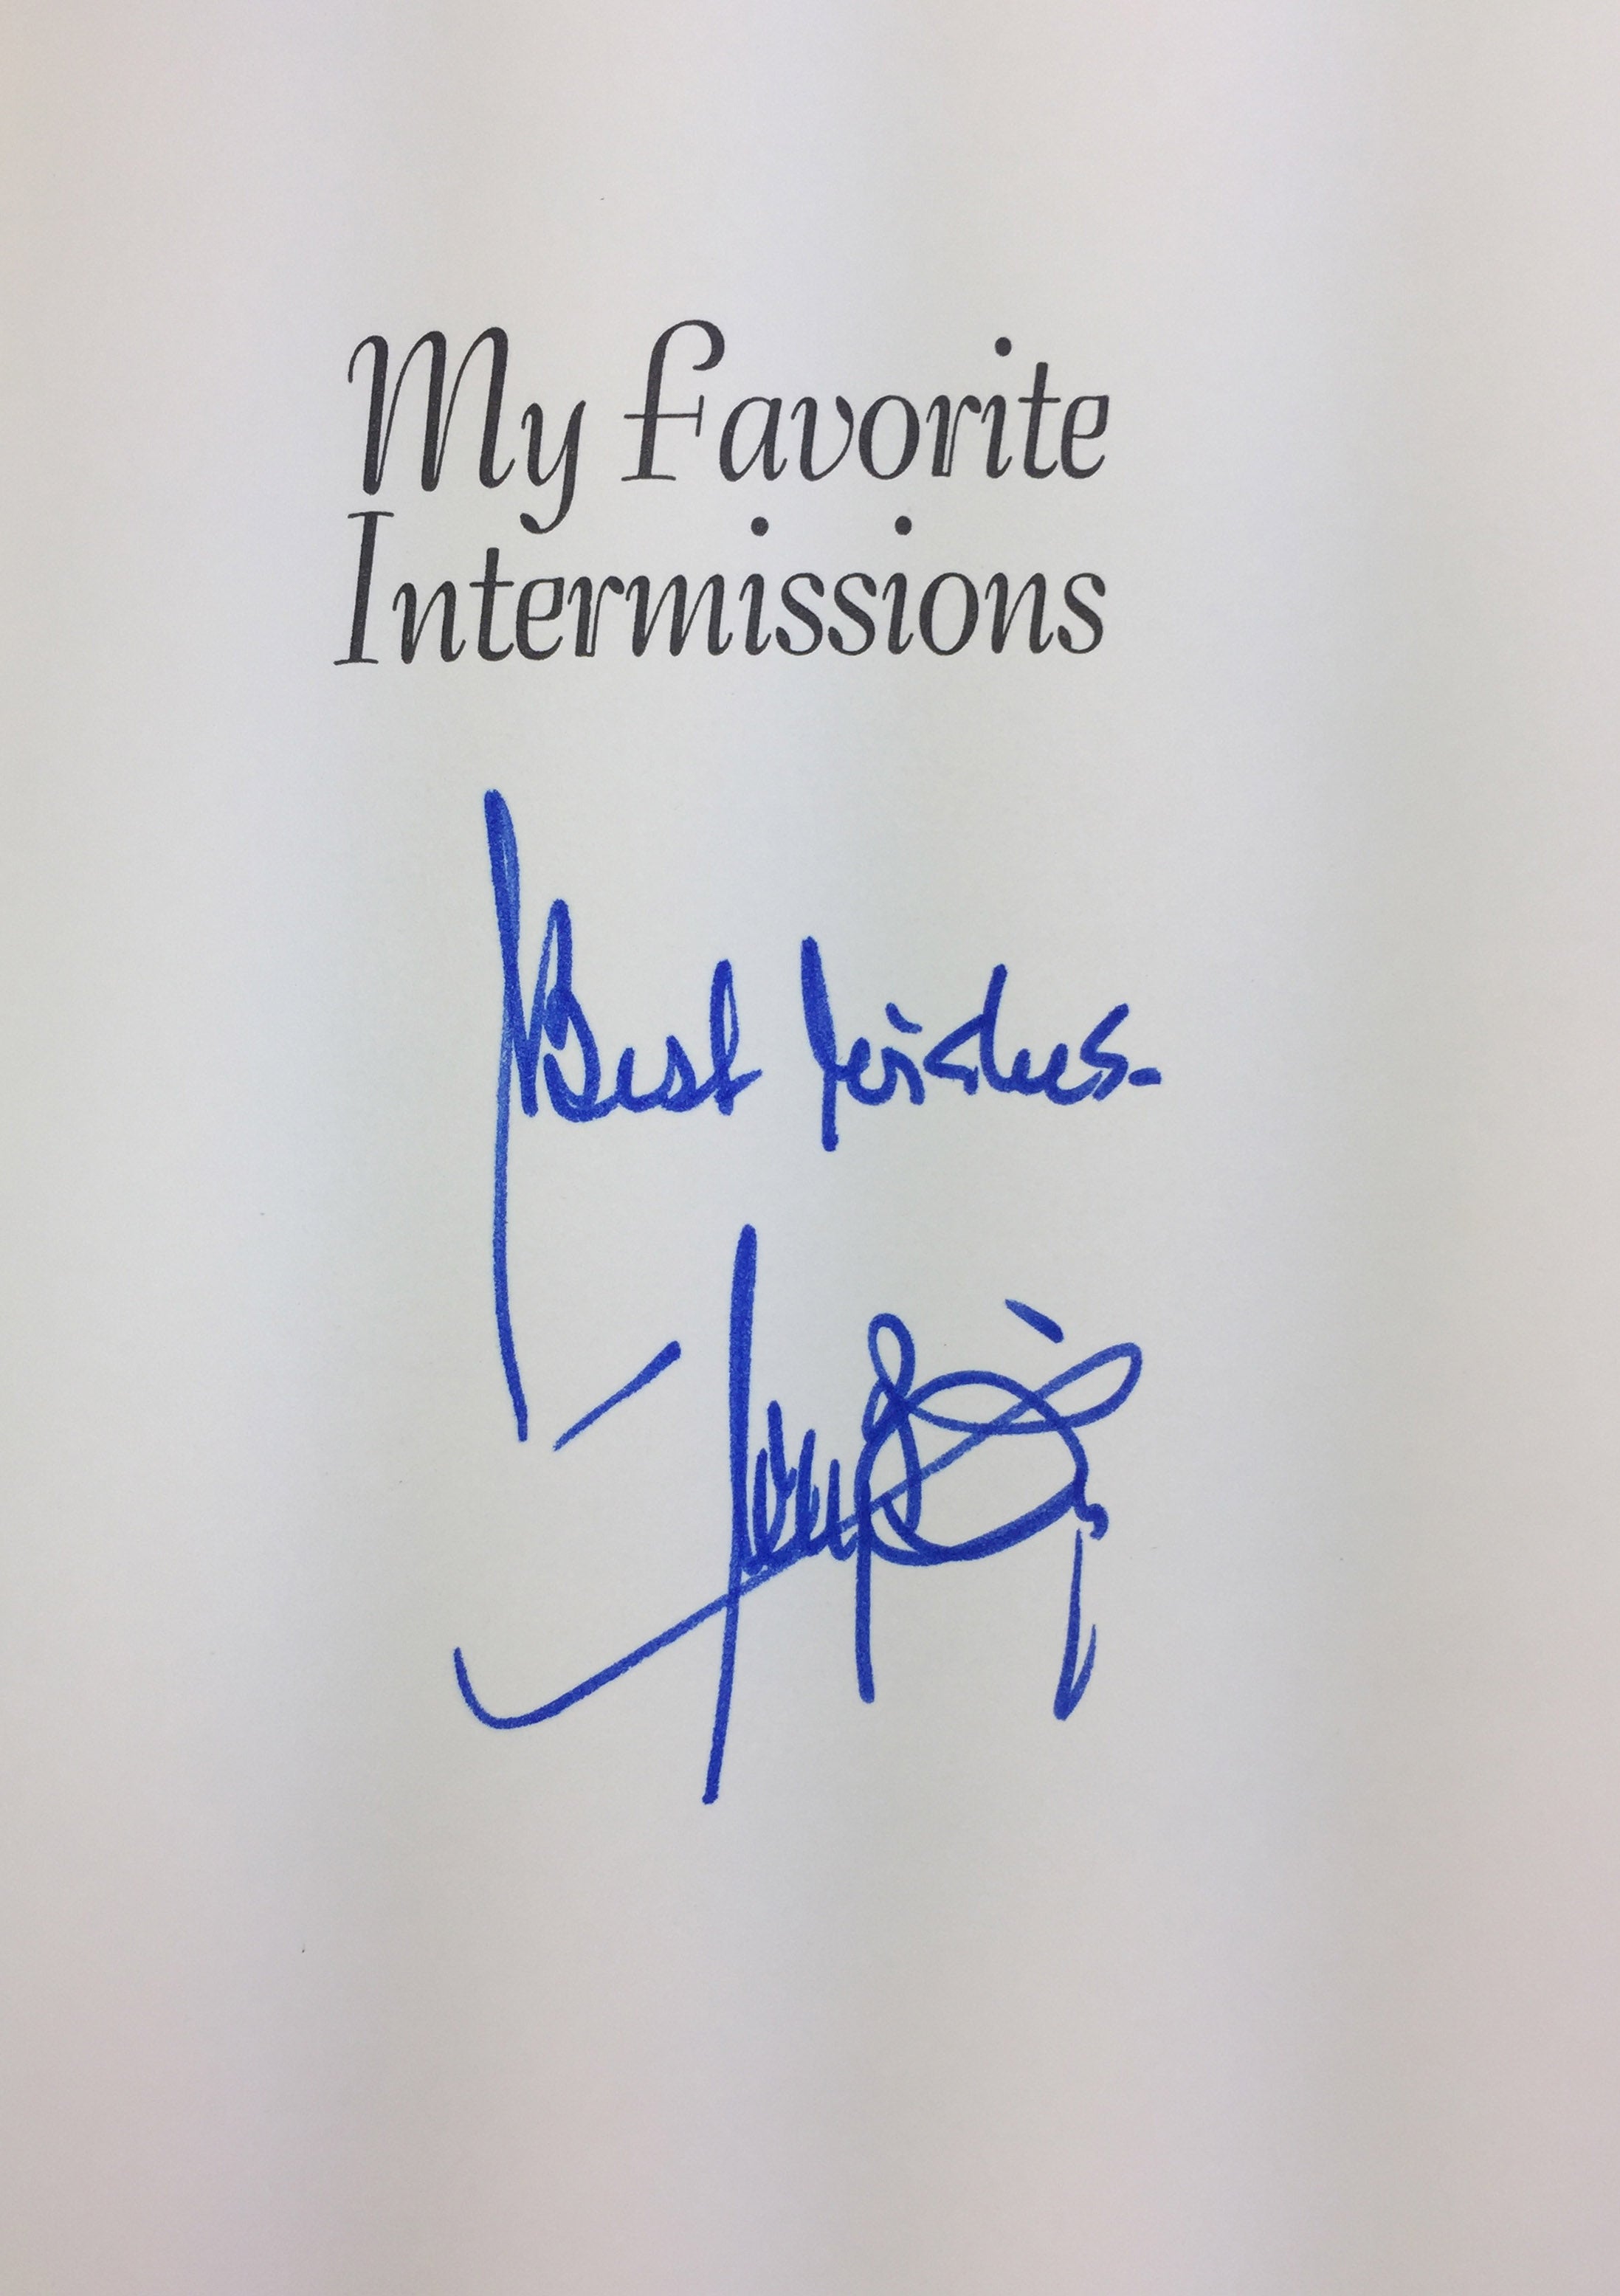 My Favorite
Intermissions
Best wishes-